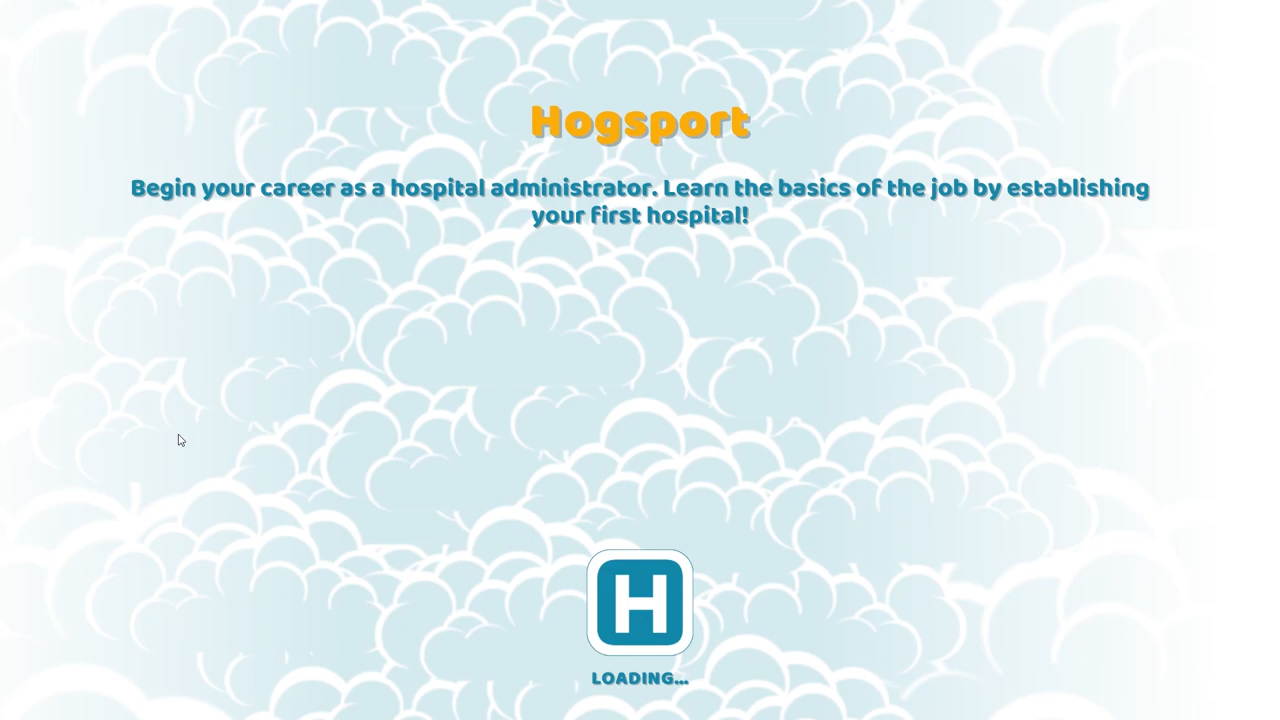 Hogsport
Begin your career as a hospital administrator. Learn the basics of the job by establishing
your first hospital!
H
LOADING...